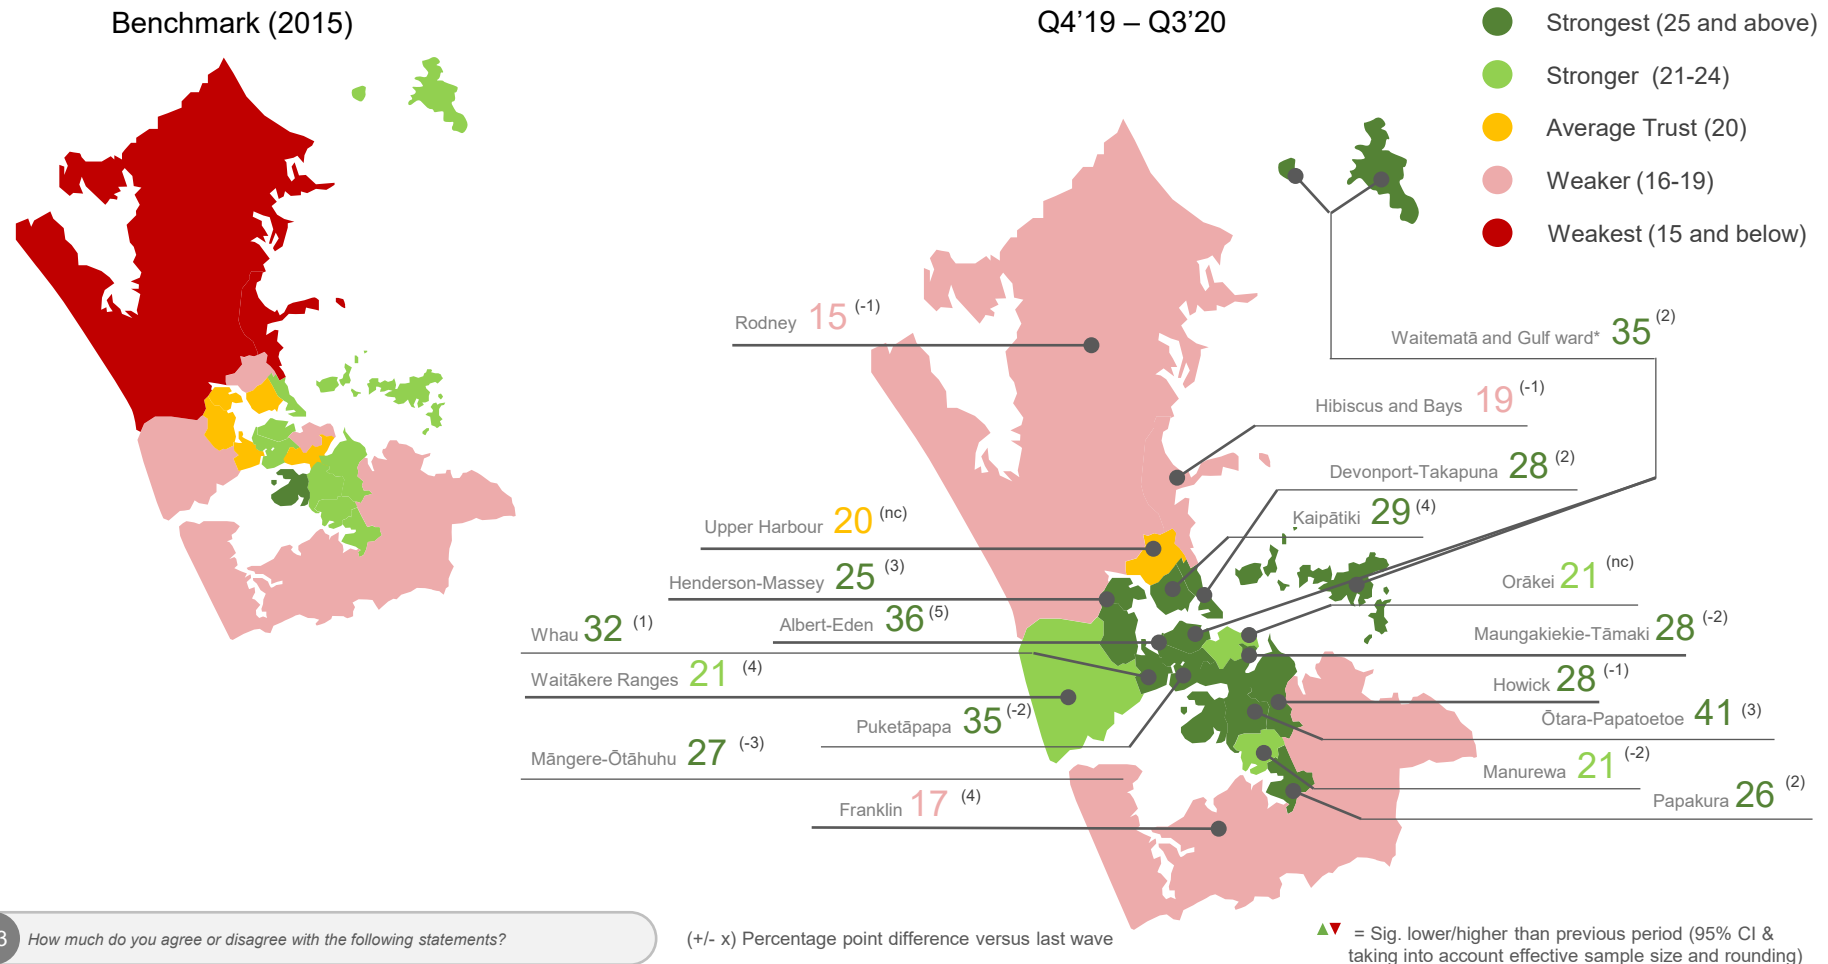 Benchmark (2015)
Q4’19 – Q3’20
Strongest (25 and above)
Stronger (21-24)
Average Trust (20)
Weaker (16-19)
Weakest (15 and below)
Rodney 15 (-1)
Waitematā and Gulf ward* 35 (2)
Hibiscus and Bays 19 (-1)
Devonport-Takapuna 28 (2)
Kaipātiki 29 (4)
Upper Harbour 20 (nc)
Henderson-Massey 25 (3)
Orākei 21 (nc)
Albert-Eden 36 (5)
Whau 32 (1)
Maungakiekie-Tāmaki 28 (-2)
Waitākere Ranges 21 (4)
Howick 28 (-1)
Puketāpapa 35 (-2)
Ōtara-Papatoetoe 41 (3)
Māngere-Ōtāhuhu 27 (-3)
Manurewa 21 (-2)
Franklin 17 (4)
Papakura 26 (2)
3 How much do you agree or disagree with the following statements?
(+/- x) Percentage point difference versus last wave
= Sig. lower/higher than previous period (95% CI &
taking into account effective sample size and rounding)